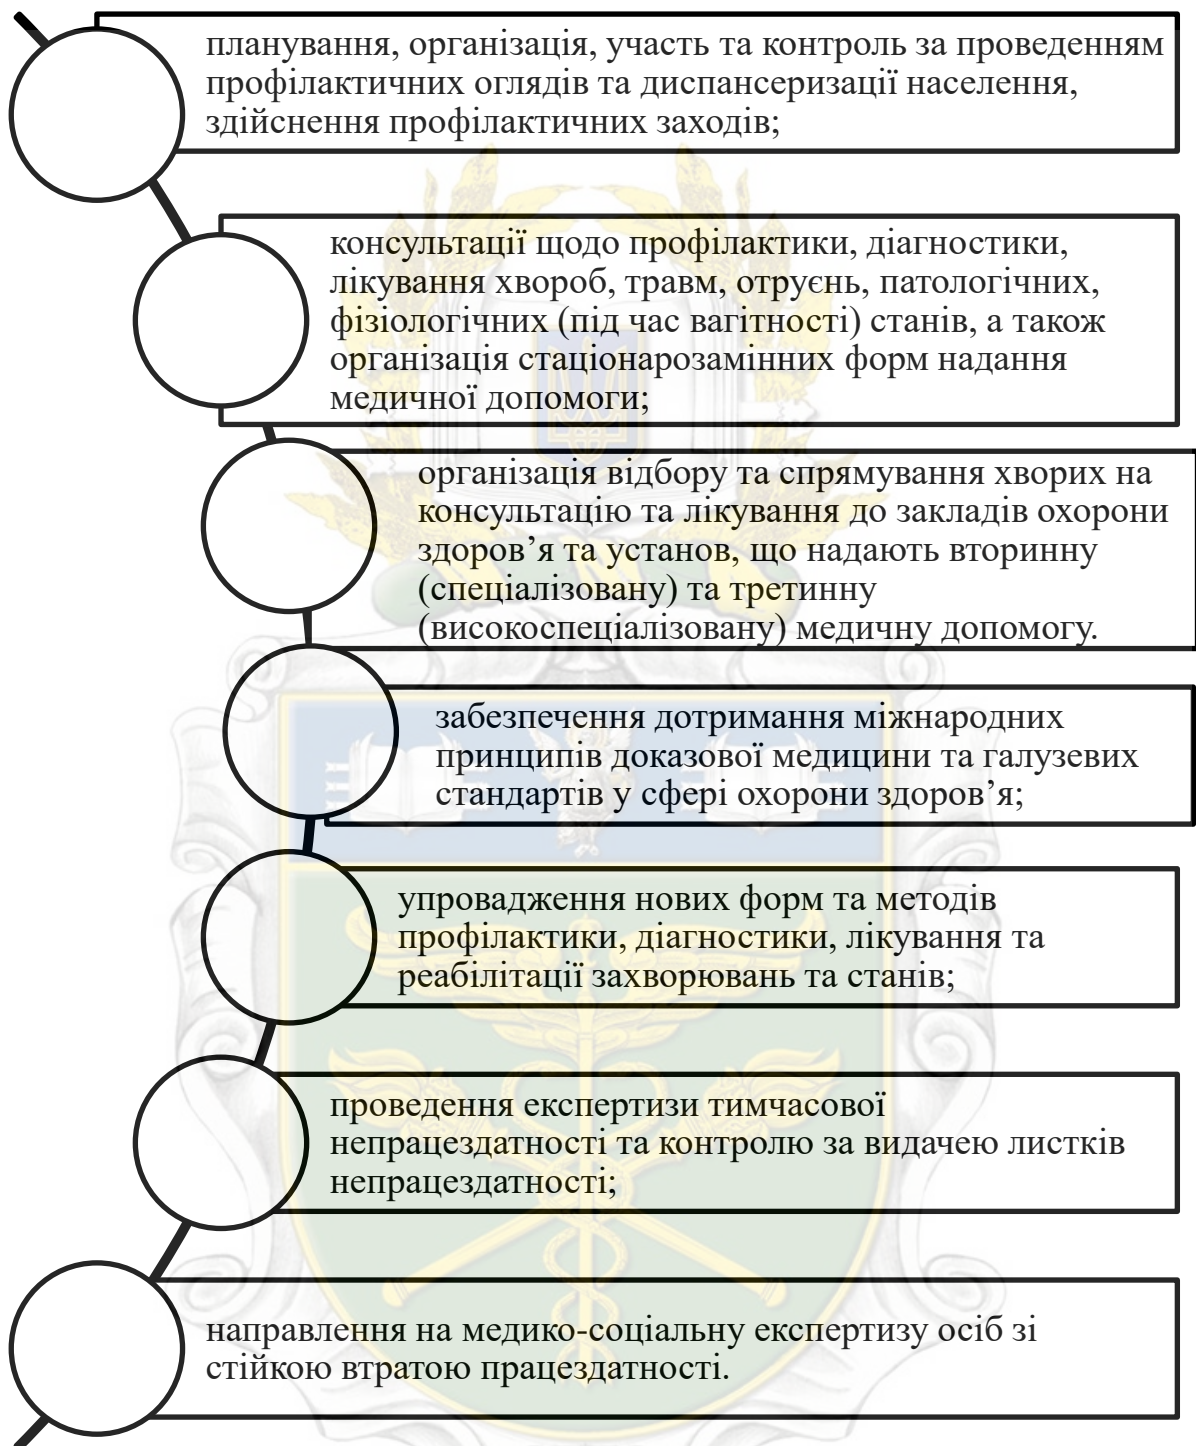 планування, організація, участь та контроль за проведенням
профілактичних оглядів та диспансеризації населення,
здійснення профілактичних заходів;
консультації щодо профілактики, діагностики,
лікування хвороб, травм, отруєнь, патологічних,
фізіологічних (під час вагітності) станів, а також
організація стаціонарозамінних форм надання
медичної допомоги;
організація відбору та спрямування хворих на
консультацію та лікування до закладів охорони
здоров’я та установ, що надають вторинну
(спеціалізовану) та третинну
(високоспеціалізовану) медичну допомогу.
забезпечення дотримання міжнародних
принципів доказової медицини та галузевих
стандартів у сфері охорони здоров’я;
упровадження нових форм та методів
профілактики, діагностики, лікування та
реабілітації захворювань та станів;
проведення експертизи тимчасової
непрацездатності та контролю за видачею листків
непрацездатності;
направлення на медико-соціальну експертизу осіб зі
стійкою втратою працездатності.